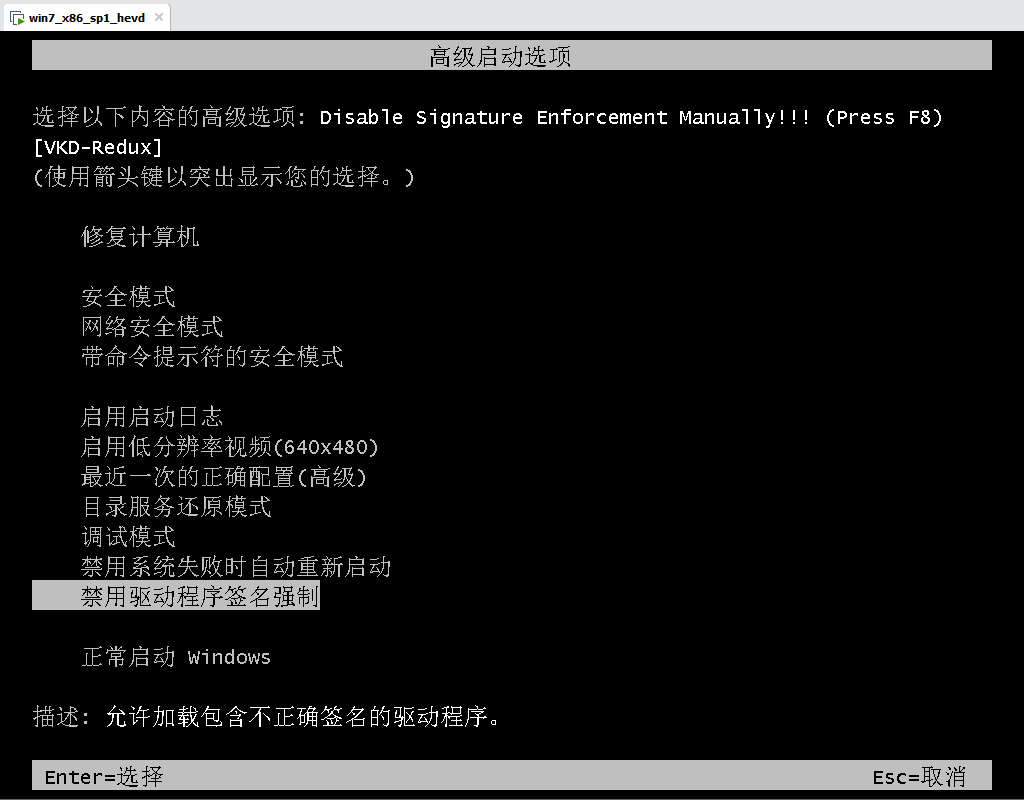 win7_x86_sp1_hevd
高级启动选项
选择以下内容的高级选项: Disable Signature Enforcement Manually!!! (Press F8)
[VKD-Redux]
(使用箭头键以突出显示您的选择。)
修复计算机
安全模式
网络安全模式
带命令提示符的安全模式
启用启动日志
启用低分辨率视频(640x480)
最近一次的正确配置(高级)
目录服务还原模式
调试模式
禁用系统失败时自动重新启动
禁用驱动程序签名强制
正常启动 Windows
描述: 允许加载包含不正确签名的驱动程序。
Enter=选择 Esc=取消